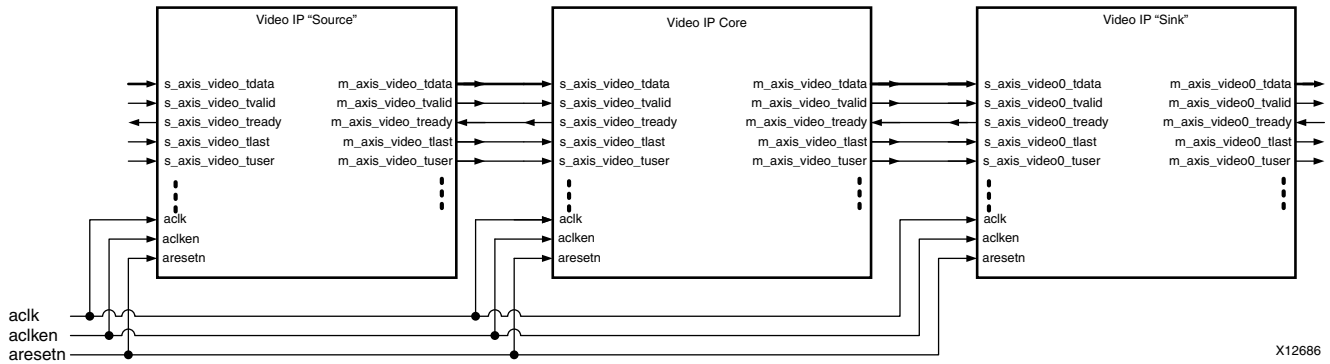 Video IP “Source”
s_axis_video_tdata m_axis_video_tdata
s_axis_video_tvalid m_axis_video_tvalid
s_axis_video_tready m_axis_video_tready
s_axis_video_tlast m_axis_video_tlast
s_axis_video_tuser m_axis_video_tuser
aclk
aclken
aresetn
Video IP Core
s_axis_video_tdata m_axis_video_tdata
s_axis_video_tvalid m_axis_video_tvalid
s_axis_video_tready m_axis_video_tready
s_axis_video_tlast m_axis_video_tlast
s_axis_video_tuser m_axis_video_tuser
aclk
aclken
aresetn
Video IP “Sink”
s_axis_video0_tdata m_axis_video0_tdata
s_axis_video0_tvalid m_axis_video0_tvalid
s_axis_video0_tready m_axis_video0_tready
s_axis_video0_tlast m_axis_video0_tlast
s_axis_video0_tuser m_axis_video0_tuser
aclk
aclken
aresetn
aclk
aclken
aresetn
X12686